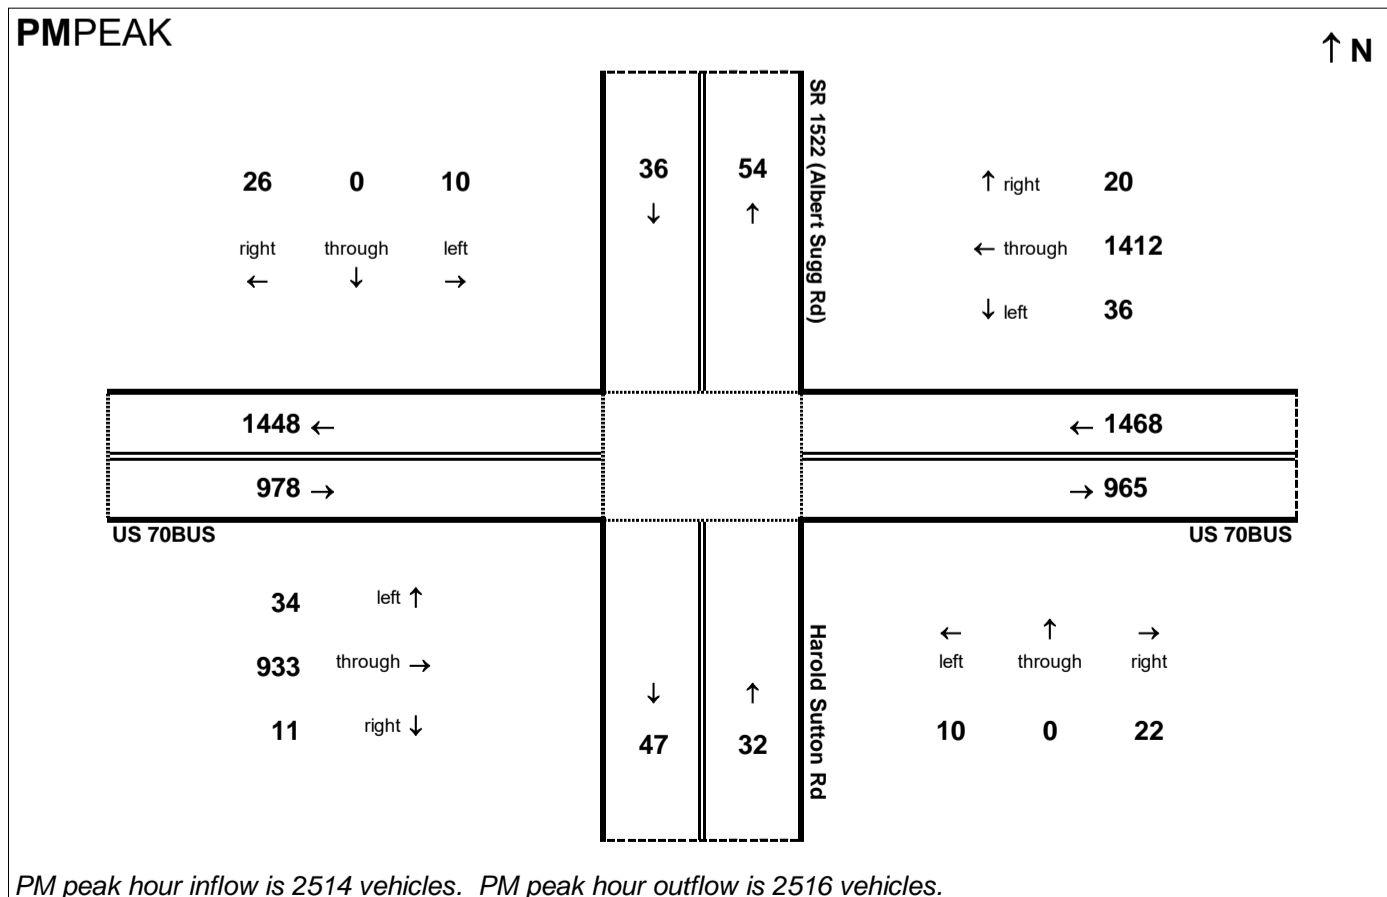 PMPEAK
↑ N
SR 1522 (Albert Sugg Rd)
36 54
↓ ↑
26 0 10
right through left
← ↓ →
↑ right 20
← through 1412
↓ left 36
1448 ← ← 1468
978 → → 965
US 70BUS US 70BUS
34 left ↑
933 through →
11 right ↓
↓ ↑
47 32
Harold Sutton Rd
← ↑ →
left through right
10 0 22
PM peak hour inflow is 2514 vehicles. PM peak hour outflow is 2516 vehicles.